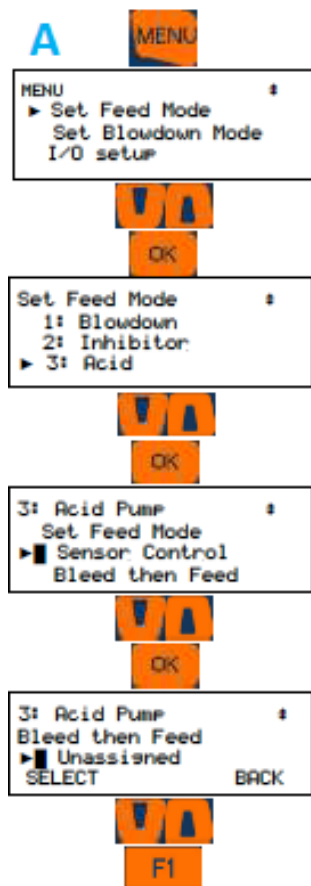 A
MENU
MENU
Set Feed Mode
Set Blowdown Mode
I/O setup
OK
Set Feed Mode
1: Blowdown
2: Inhibitor
3: Acid
OK
3: Acid Pump
Set Feed Mode
Sensor Control
Bleed then Feed
OK
3: Acid Pump
Bleed then Feed
Unassigned
SELECT BACK
F1